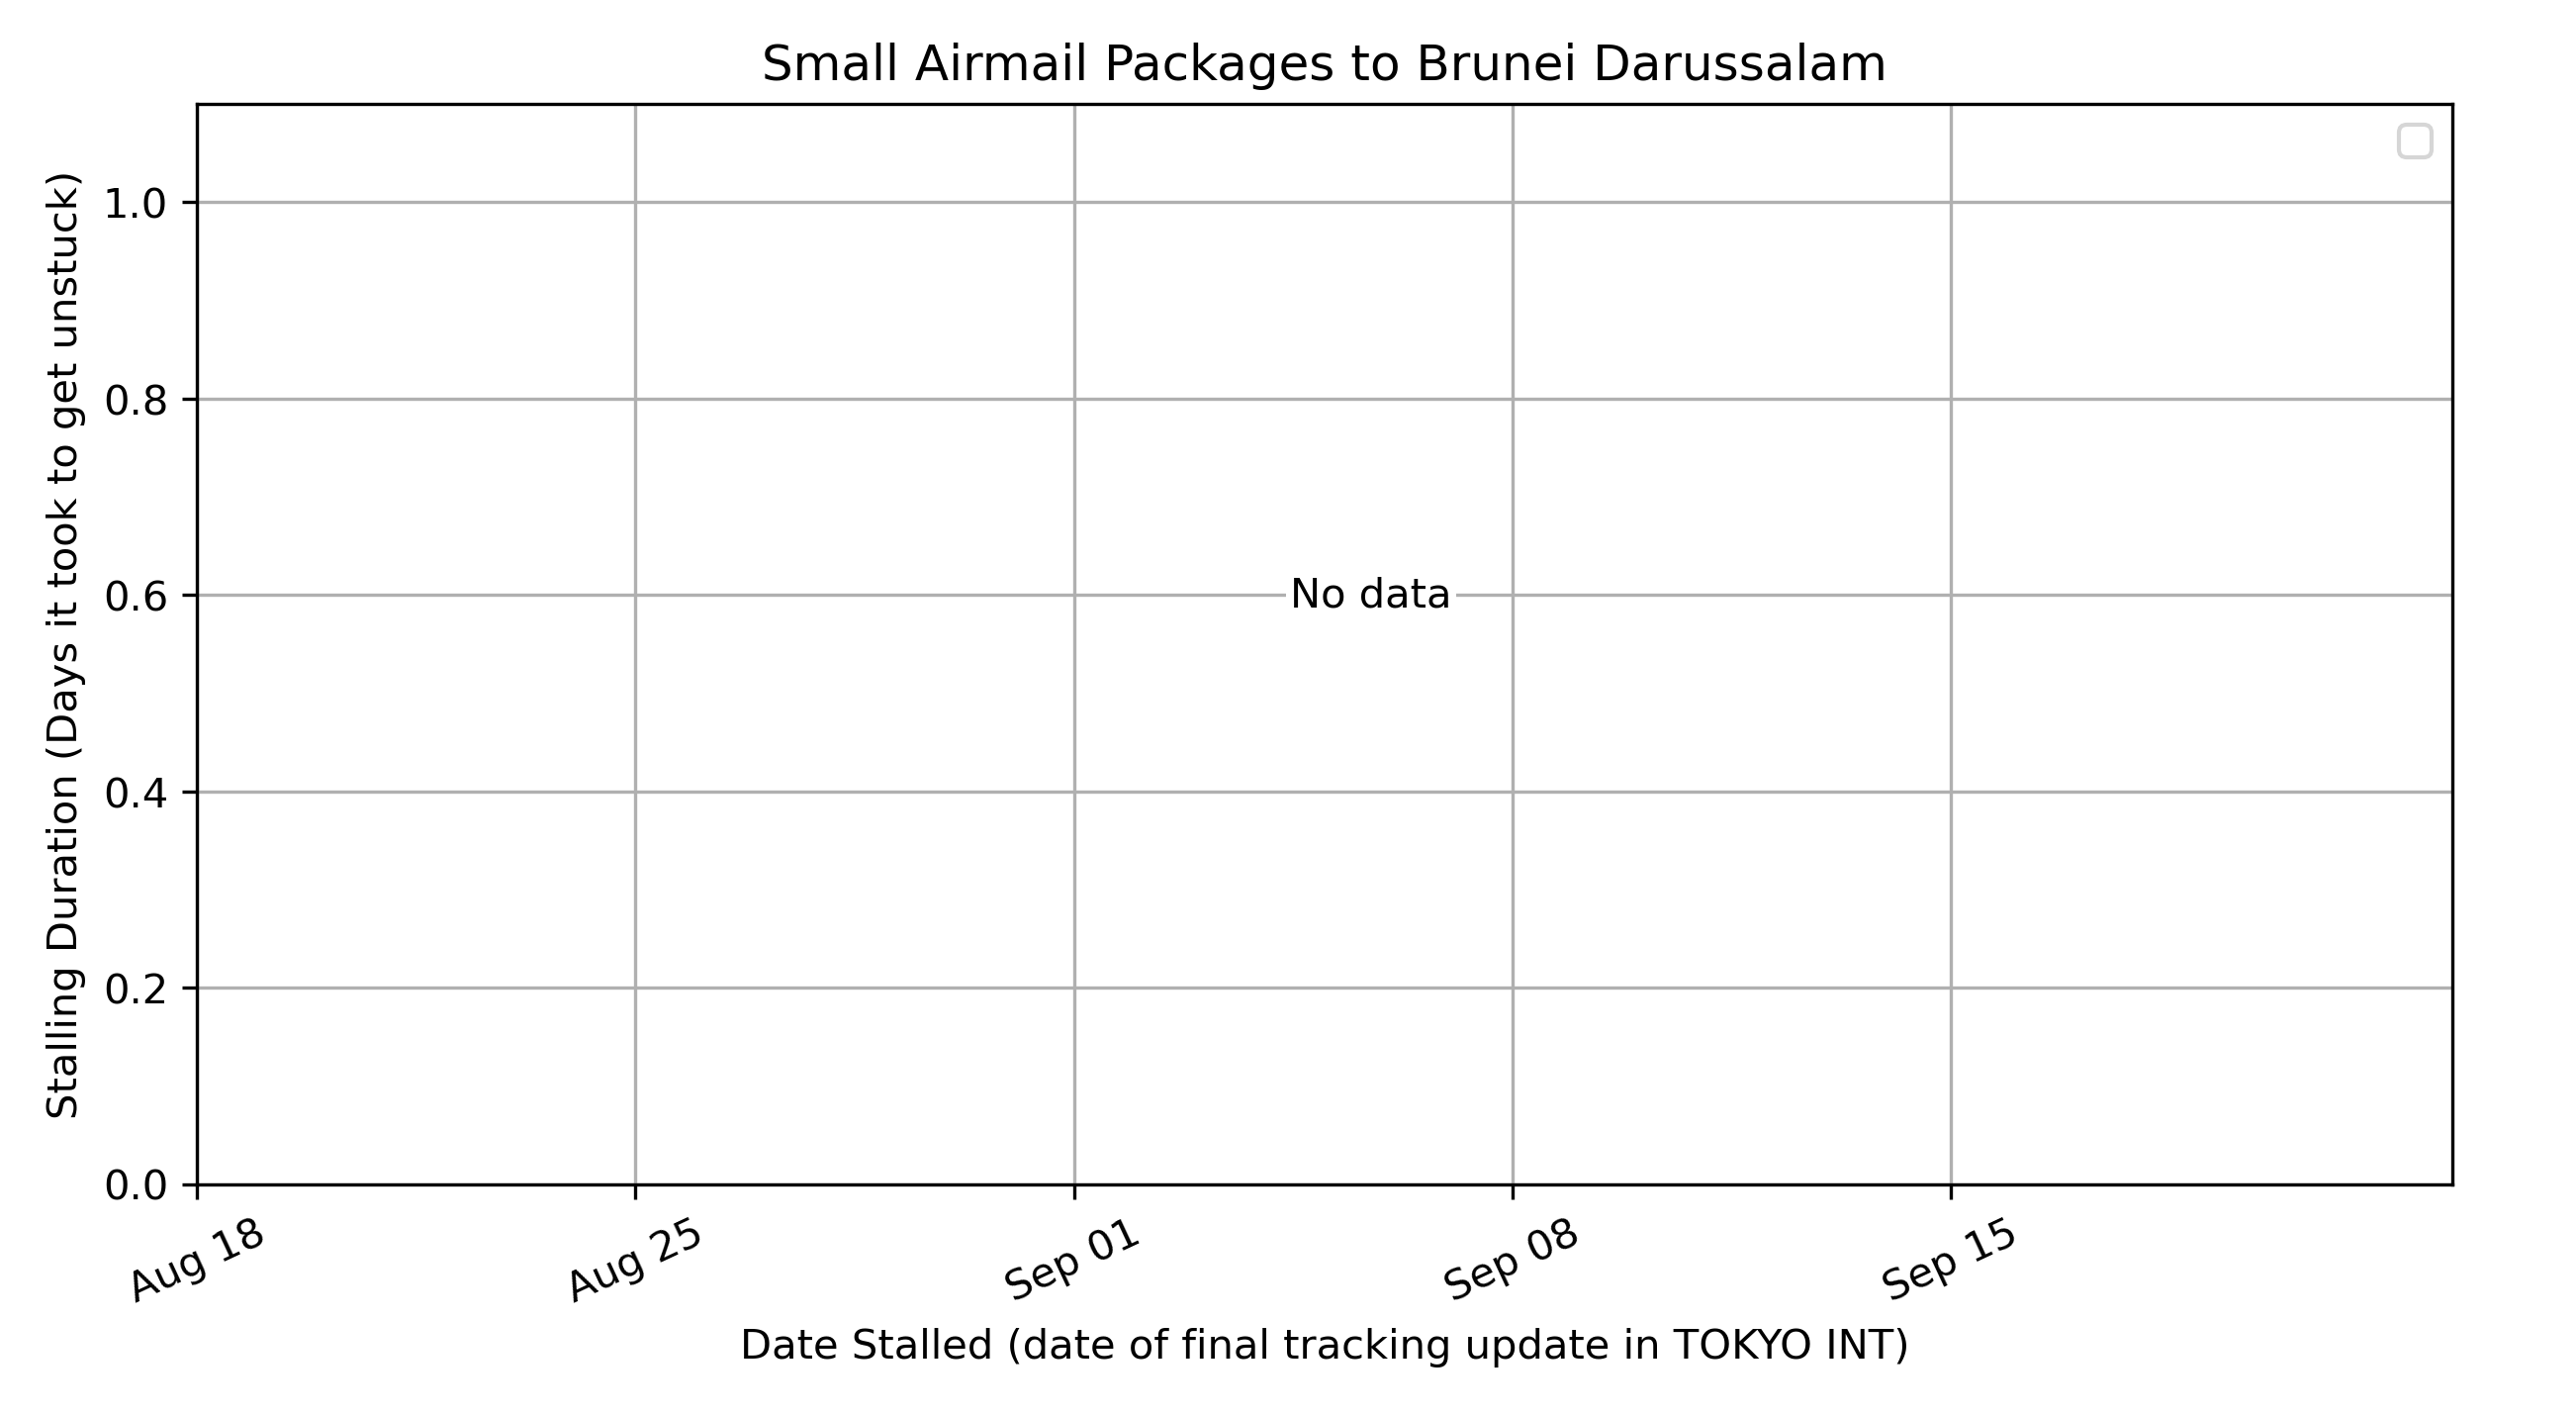 Small Airmail Packages to Brunei Darussalam
Stalling Duration (Days it took to get unstuck)
1.0
0.8
0.6
0.4
0.2
0.0
No data
Aug 18
Aug 25
Sep 01
Sep 08
Sep 15
Date Stalled (date of final tracking update in TOKYO INT)